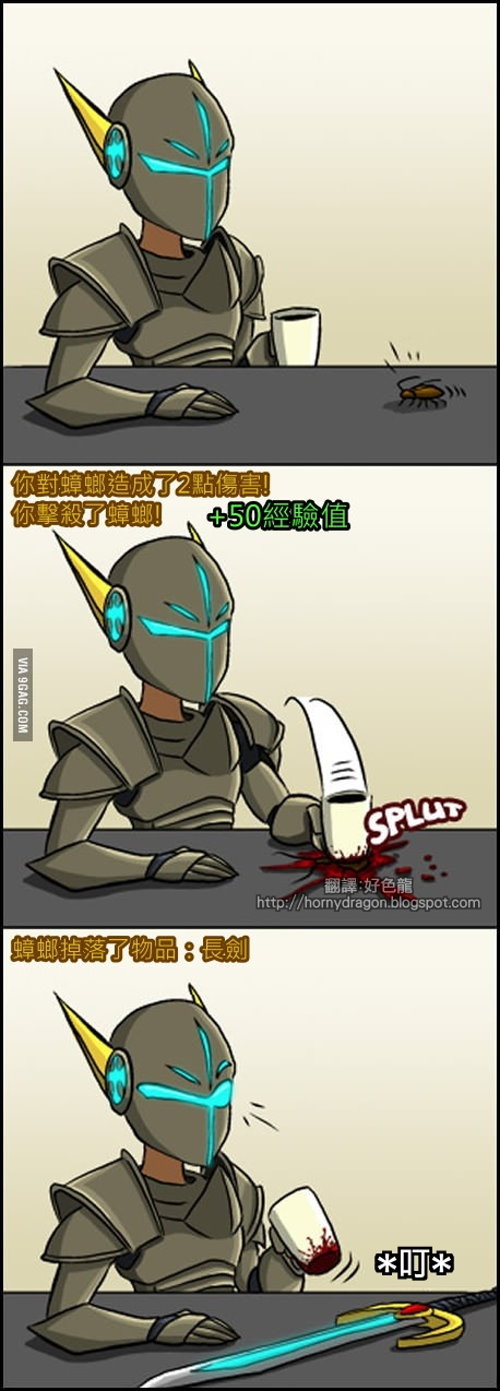 你對蟑螂造成了2點傷害!
你擊殺了蟑螂!
+50經驗值
VIA 9GAG.COM
SPLUT
翻譯:好色龍
http://hornydragon.blogspot.com
蟑螂掉落了物品：長劍
*叮*